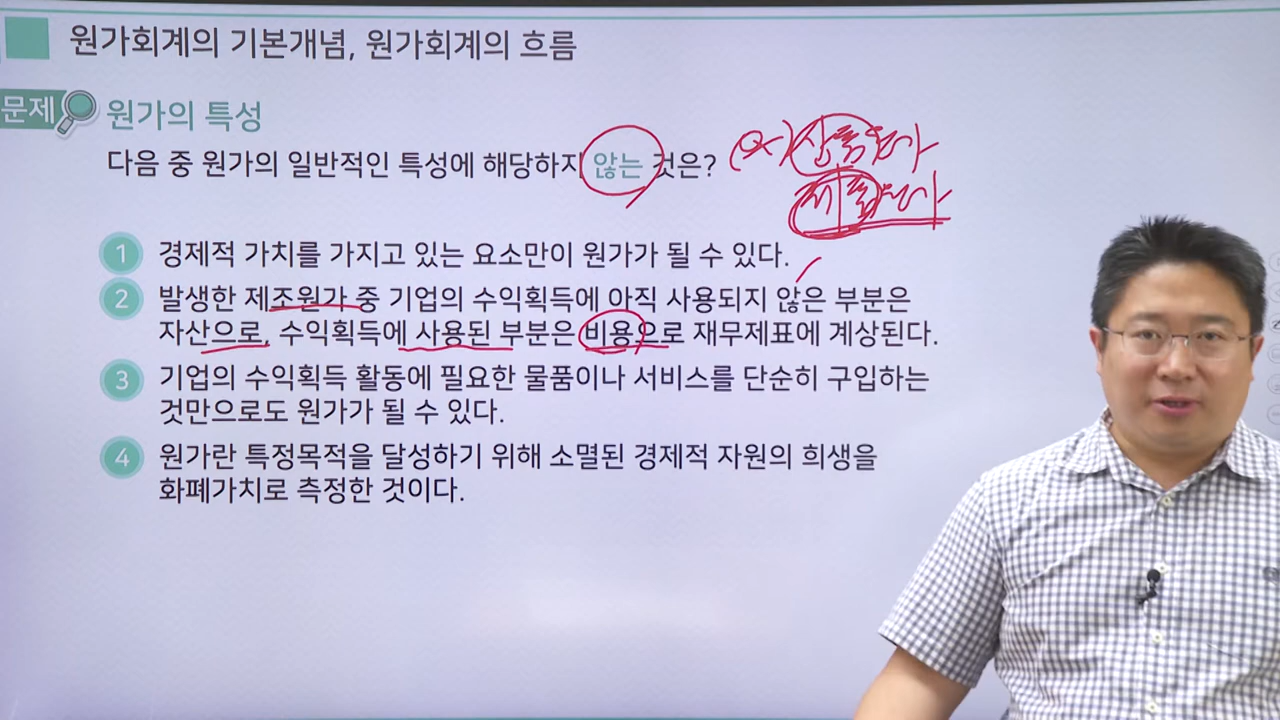 원가회계의 기본개념, 원가회계의 흐름
문제 원가의 특성
다음 중 원가의 일반적인 특성에 해당하지 않는 것은?
상품원가
제품원가
1 경제적 가치를 가지고 있는 요소만이 원가가 될 수 있다.
2 발생한 제조원가 중 기업의 수익획득에 아직 사용되지 않은 부분은
자산으로, 수익획득에 사용된 부분은 비용으로 재무제표에 계상된다.
3 기업의 수익획득 활동에 필요한 물품이나 서비스를 단순히 구입하는
것만으로도 원가가 될 수 있다.
4 원가란 특정목적을 달성하기 위해 소멸된 경제적 자원의 희생을
화폐가치로 측정한 것이다.